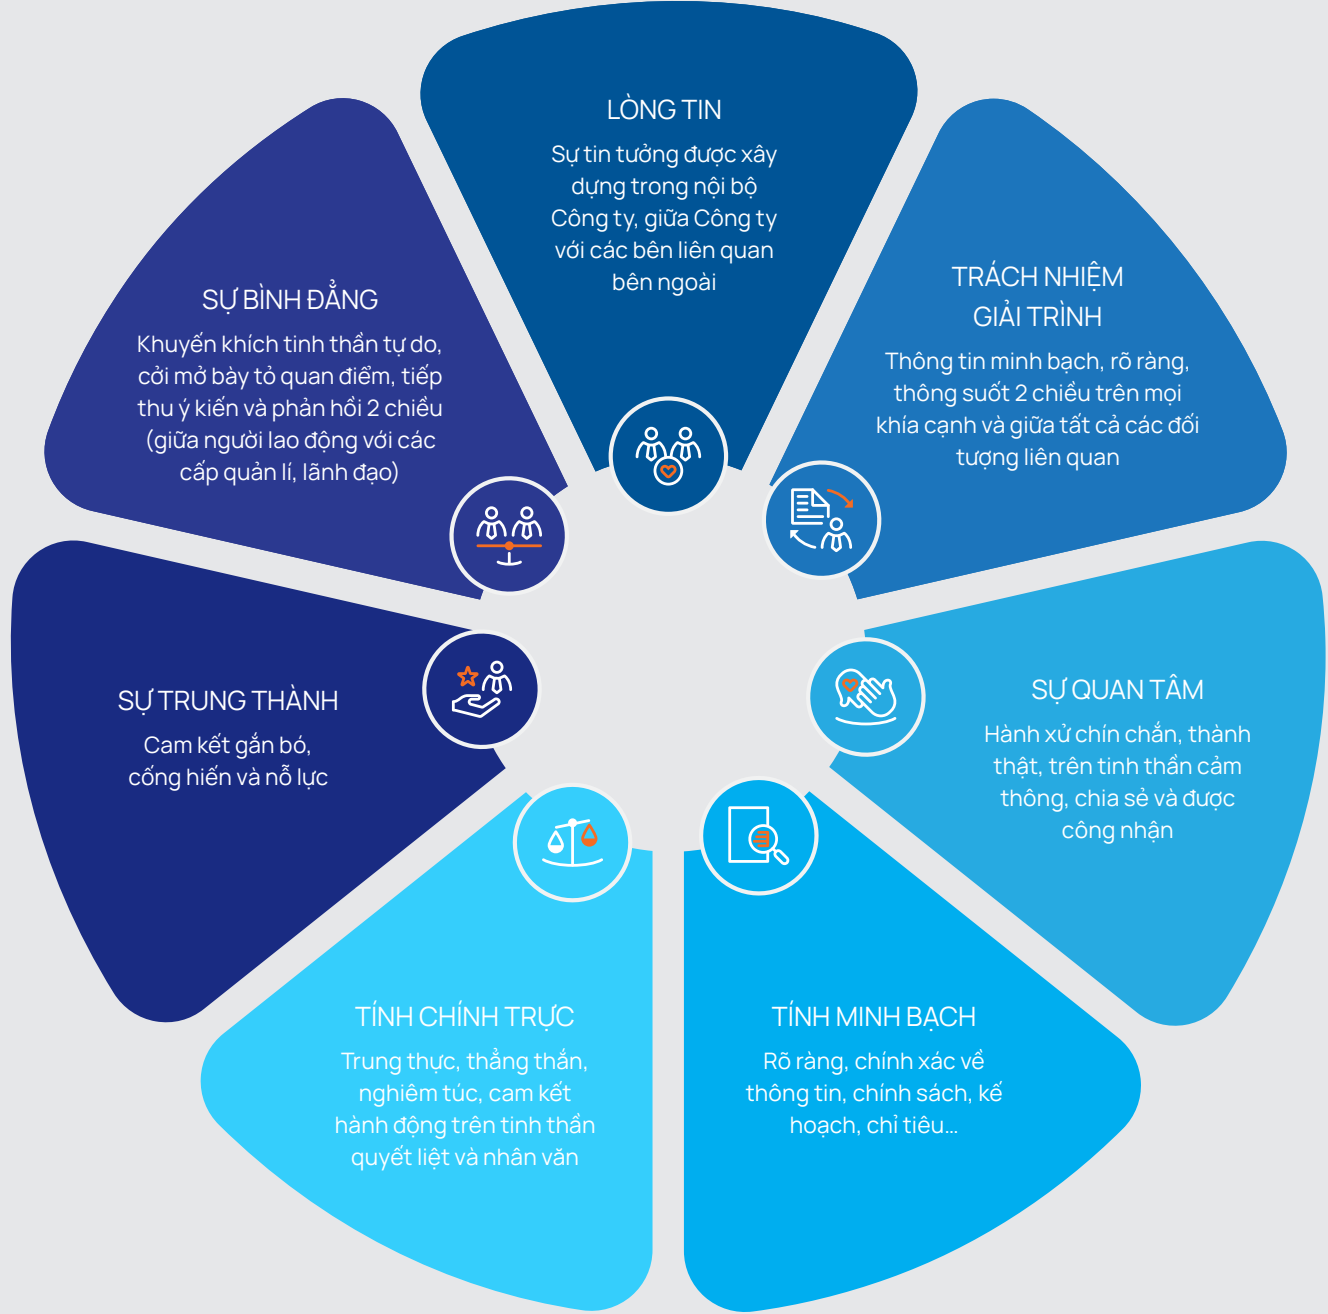 LÒNG TIN
Sự tin tưởng được xây
dựng trong nội bộ
Công ty, giữa Công ty
với các bên liên quan
bên ngoài
TRÁCH NHIỆM
GIẢI TRÌNH
Thông tin minh bạch, rõ ràng,
thông suốt 2 chiều trên mọi
khía cạnh và giữa tất cả các đối
tượng liên quan
SỰ QUAN TÂM
Hành xử chín chắn, thành
thật, trên tinh thần cảm
thông, chia sẻ và được
công nhận
TÍNH MINH BẠCH
Rõ ràng, chính xác về
thông tin, chính sách, kế
hoạch, chỉ tiêu...
TÍNH CHÍNH TRỰC
Trung thực, thẳng thắn,
nghiêm túc, cam kết
hành động trên tinh thần
quyết liệt và nhân văn
SỰ TRUNG THÀNH
Cam kết gắn bó,
cống hiến và nỗ lực
SỰ BÌNH ĐẲNG
Khuyến khích tinh thần tự do,
cởi mở bày tỏ quan điểm, tiếp
thu ý kiến và phản hồi 2 chiều
(giữa người lao động với các
cấp quản lí, lãnh đạo)